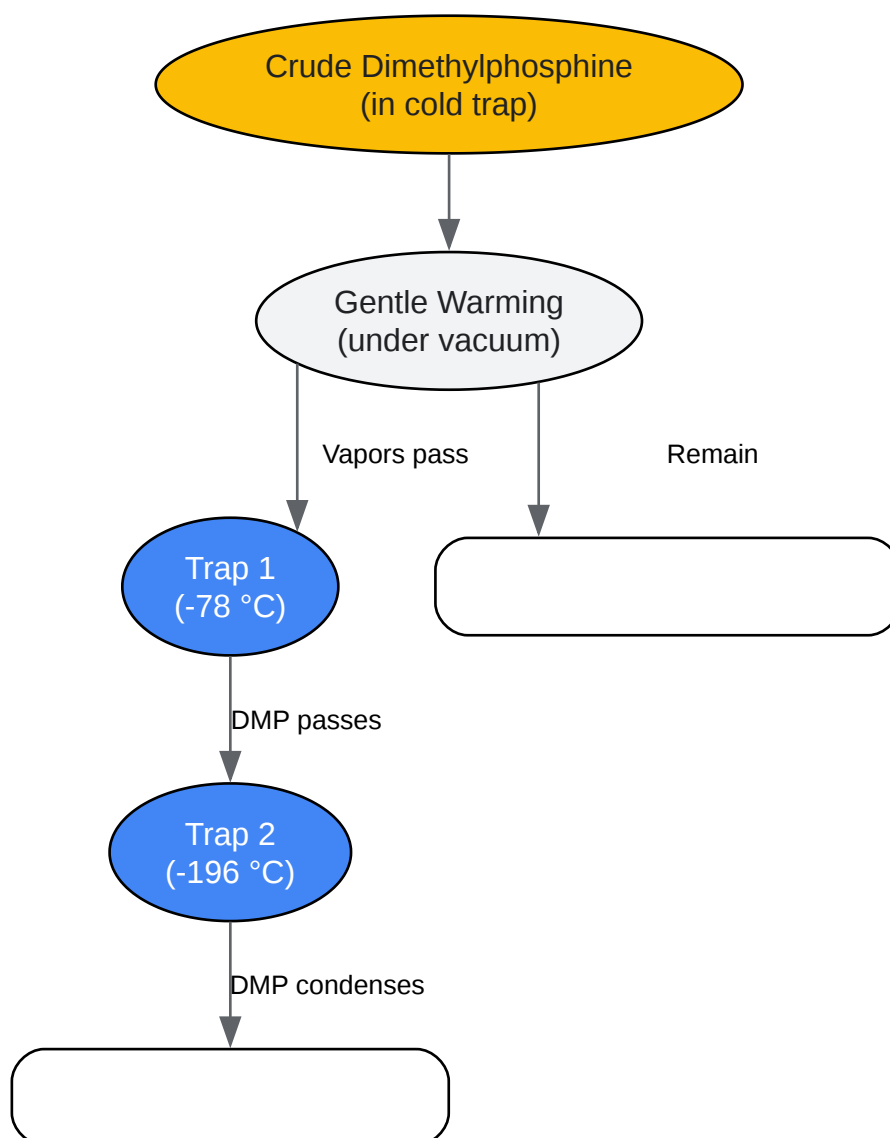 Crude Dimethylphosphine
(in cold trap)
Gentle Warming
(under vacuum)
Vapors pass
Remain
Trap 1
(-78 °C)
DMP passes
Trap 2
(-196 °C)
DMP condenses